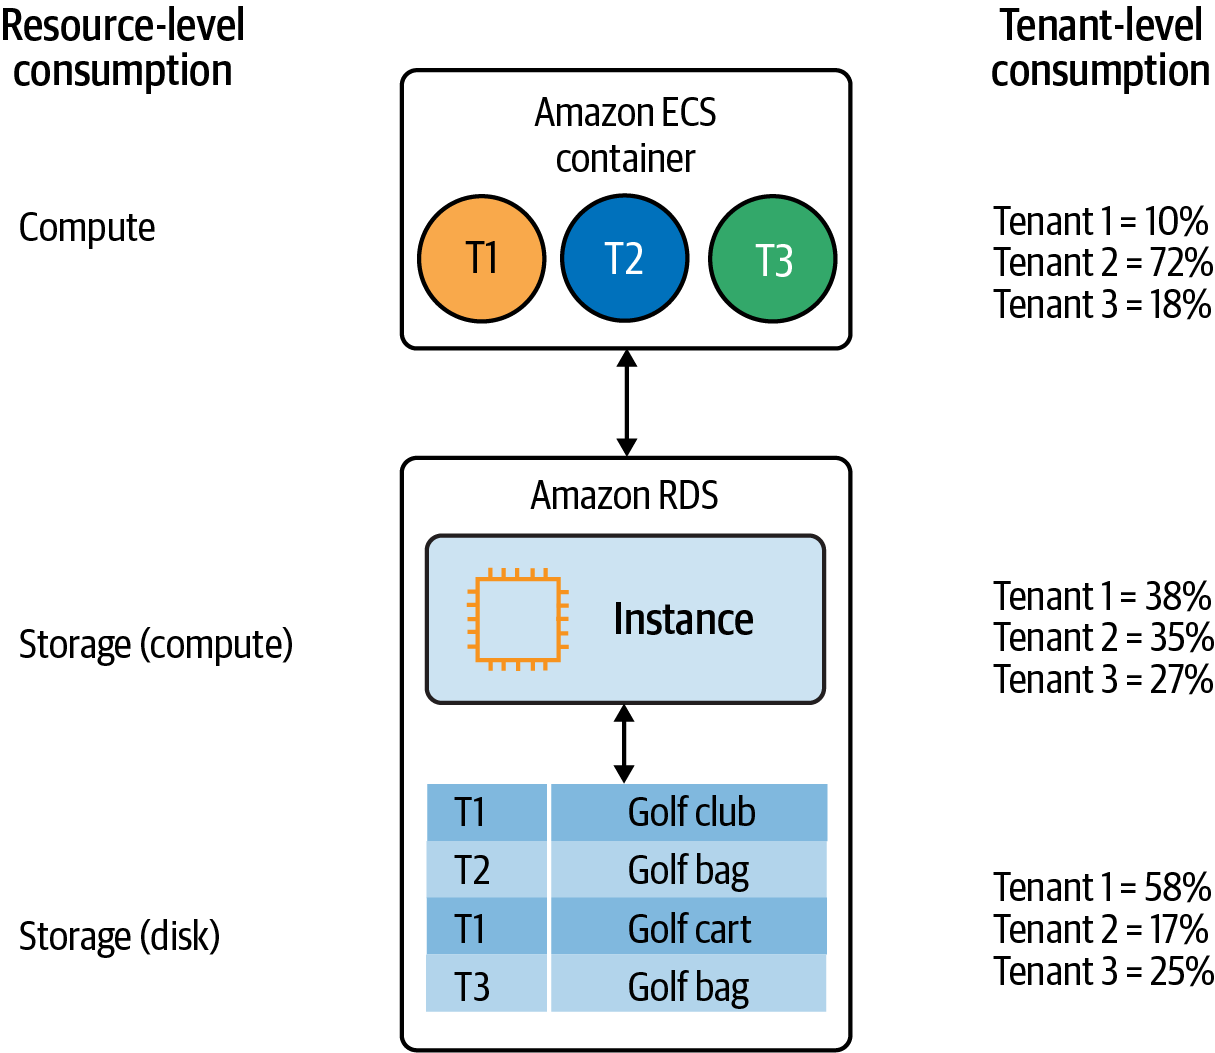 Resource-level
consumption
Tenant-level
consumption
Amazon ECS
container
Compute
T1
T2
T3
Tenant 1 = 10%
Tenant 2 = 72%
Tenant 3 = 18%
Amazon RDS
Storage (compute)
Instance
Tenant 1 = 38%
Tenant 2 = 35%
Tenant 3 = 27%
Storage (disk)
T1 Golf club
T2 Golf bag
T1 Golf cart
T3 Golf bag
Tenant 1 = 58%
Tenant 2 = 17%
Tenant 3 = 25%